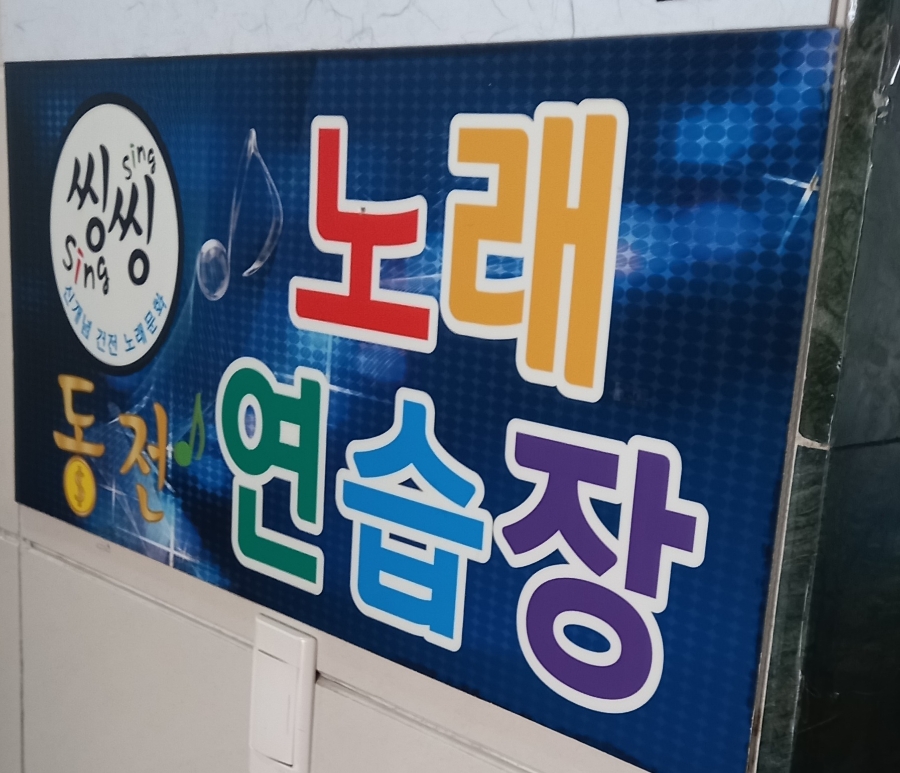 씽 sing
sing 씽
신개념 건전 노래문화
동전
노래
연습장